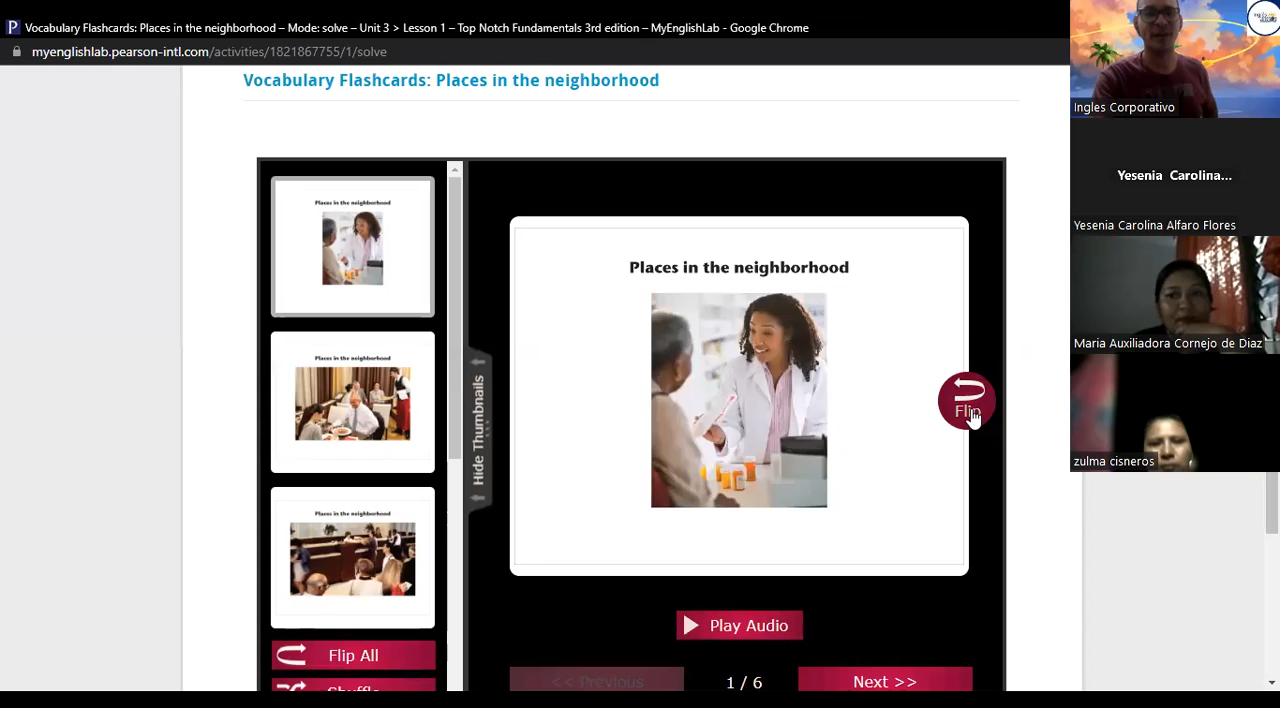 Vocabulary Flashcards: Places in the neighborhood – Mode: solve – Unit 3 > Lesson 1 – Top Notch Fundamentals 3rd edition – MyEnglishLab - Google Chrome
myenglishlab.pearson-intl.com/activities/1821867755/1/solve
Vocabulary Flashcards: Places in the neighborhood
Places in the neighborhood
Places in the neighborhood
Places in the neighborhood
Flip All
Shuffle
Hide Thumbnails
Places in the neighborhood
Flip
Play Audio
<< Previous
1 / 6
Next >>
Ingles Corporativo
Yesenia Carolina...
Yesenia Carolina Alfaro Flores
Maria Auxiliadora Cornejo de Diaz
zulma cisneros